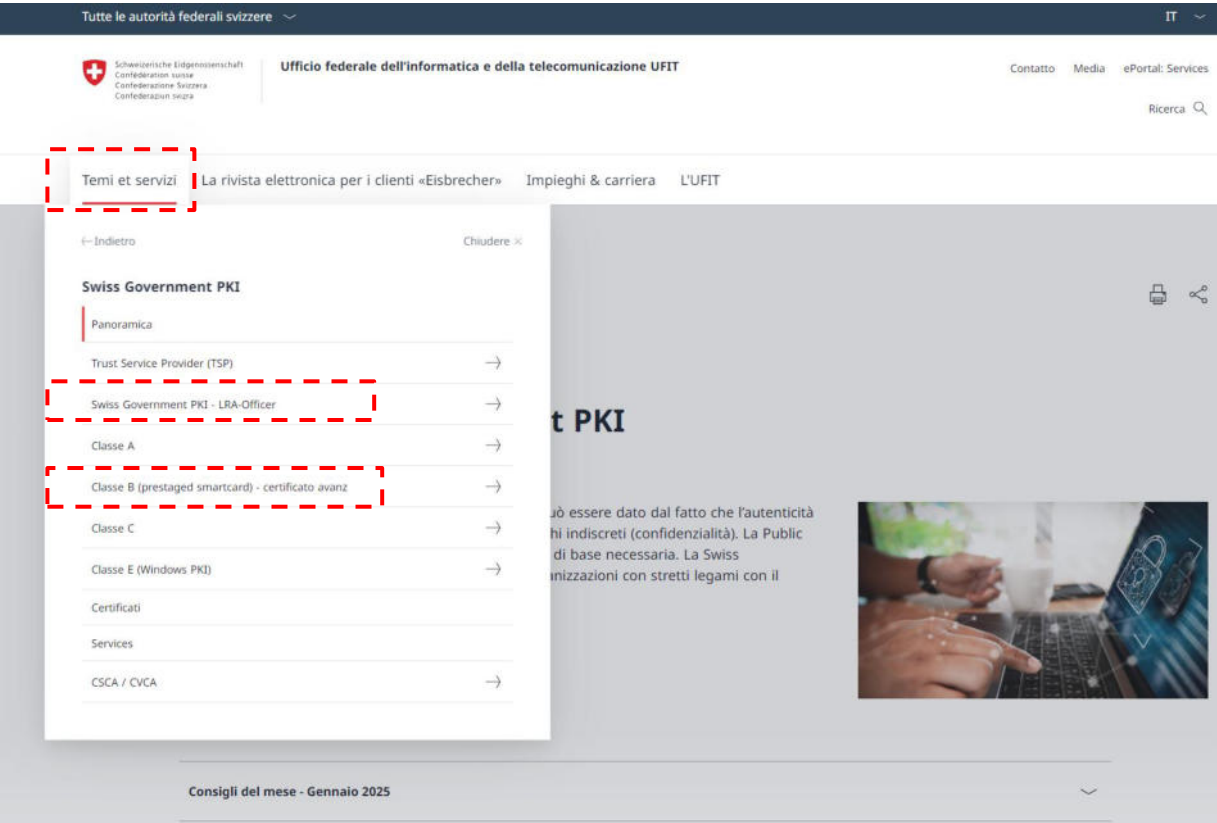 Tutte le autorità federali svizzere
IT
Schweizerische Eidgenossenschaft
Confédération suisse
Confederazione Svizzera
Confederaziun svizra
Ufficio federale dell'informatica e della telecomunicazione UFIT
Contatto Media ePortal: Services
Ricerca
Temi et servizi La rivista elettronica per i clienti «Eisbrecher» Impieghi & carriera L'UFIT
Indietro Chiudere
Swiss Government PKI
Panoramica
Trust Service Provider (TSP)
Swiss Government PKI - LRA-Officer
t PKI
Classe A
Classe B (prestaged smartcard) - certificato avanz
uò essere dato dal fatto che l'autenticità
Classe C
hi indiscreti (confidenzialità). La Public
di base necessaria. La Swiss
Classe E (Windows PKI)
anizzazioni con stretti legami con il
Certificati
Services
CSCA / CVCA
Consigli del mese - Gennaio 2025